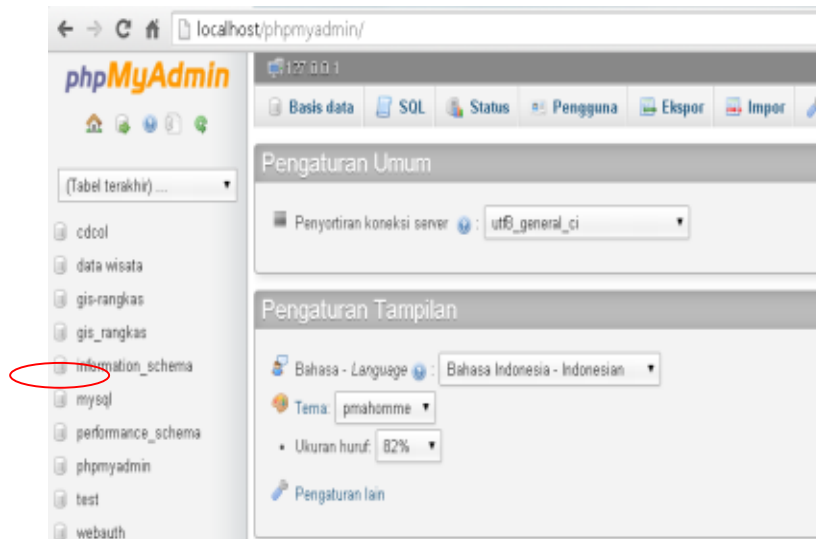 localhost/phpmyadmin/
phpMyAdmin
127.0.0.1
Basis data SQL Status Pengguna Ekspor Impor
(Tabel terakhir) ...
cdcol
data wisata
gis-rangkas
gis_rangkas
information_schema
mysql
performance_schema
phpmyadmin
test
webauth
Pengaturan Umum
Penyortiran koneksi server : utf8_general_ci
Pengaturan Tampilan
Bahasa - Language : Bahasa Indonesia - Indonesian
Tema: pmahomme
• Ukuran huruf: 82%
Pengaturan lain